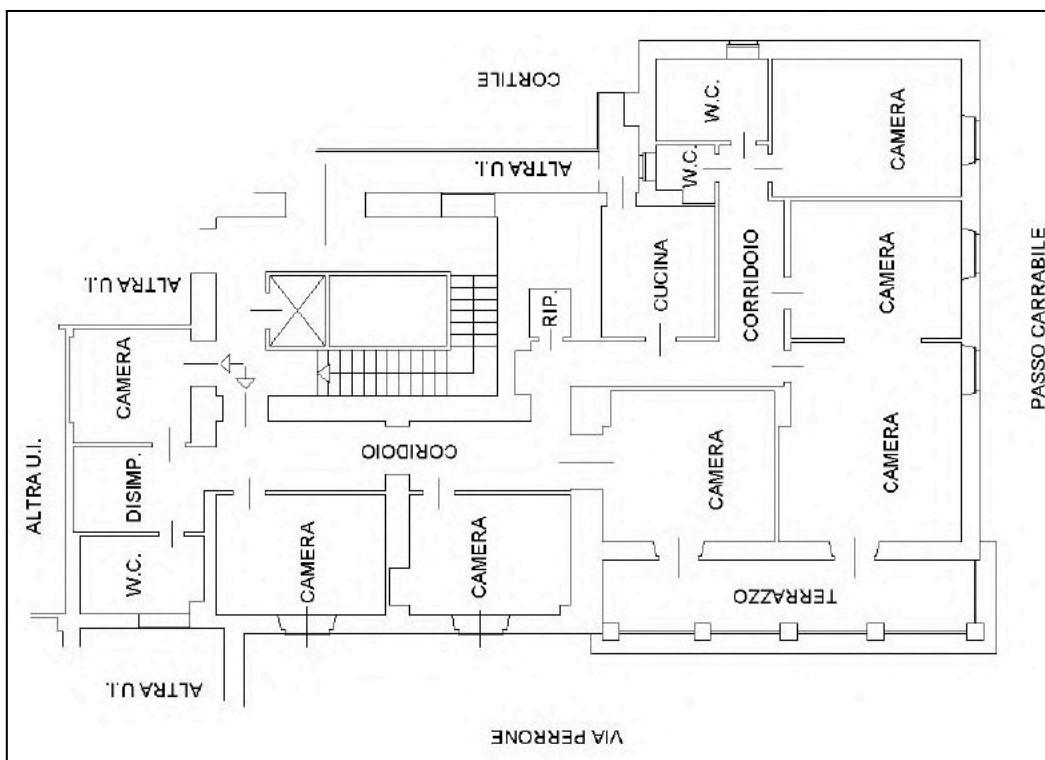 CORTILE
W.C.
CAMERA
W.C.
ALTRA U.I.
ALTRA U.I.
CUCINA
CORRIDOIO
CAMERA
PASSO CARRABILE
RIP.
CAMERA
ALTRA U.I.
CORIDOIO
DISIMP.
CAMERA
CAMERA
W.C.
CAMERA
CAMERA
TERRAZZO
ALTRA U.I.
VIA PERRONE